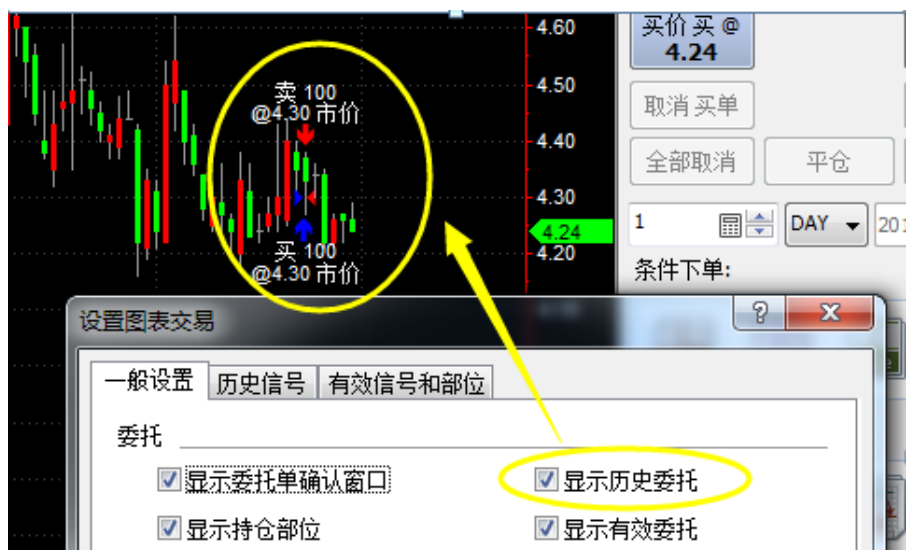 4.60
4.50
4.40
4.30
4.24
4.20
卖 100
@4.30 市价
买 100
@4.30 市价
买价 买 @
4.24
取消 买单
全部取消
平仓
1
DAY
201
条件下单:
设置图表交易
?
X
一般设置
历史信号
有效信号和部位
委托
显示委托单确认窗口
显示历史委托
显示持仓部位
显示有效委托